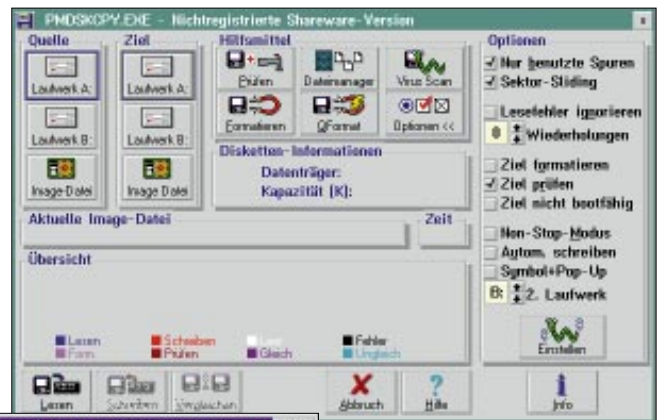 PMDSKCPY.EXE - Nichtregistrierte Shareware-Version
Quelle
Laufwerk A:
Laufwerk B:
Image-Datei
Ziel
Laufwerk A:
Laufwerk B:
Image-Datei
Hilfsmittel
Prüfen
Dateimanager
Virus Scan
Formatieren
QFormat
Optionen <<
Disketten-Informationen
Datenträger:
Kapazität (K):
Aktuelle Image-Datei
Zeit
Übersicht
Lesen
Schreiben
Fehler
Form.
Prüfen
Gleich
Ungleich
Lesen
Schreiben
Vergleichen
Abbruch
Hilfe
Optionen
Nur benutzte Spuren
Sektor-Sliding
Lesefehler ignorieren
0 Wiederholungen
Ziel formatieren
Ziel prüfen
Ziel nicht bootfähig
Non-Stop-Modus
Autom. schreiben
Symbol+Pop-Up
B: 2. Laufwerk
Einstellen
Info